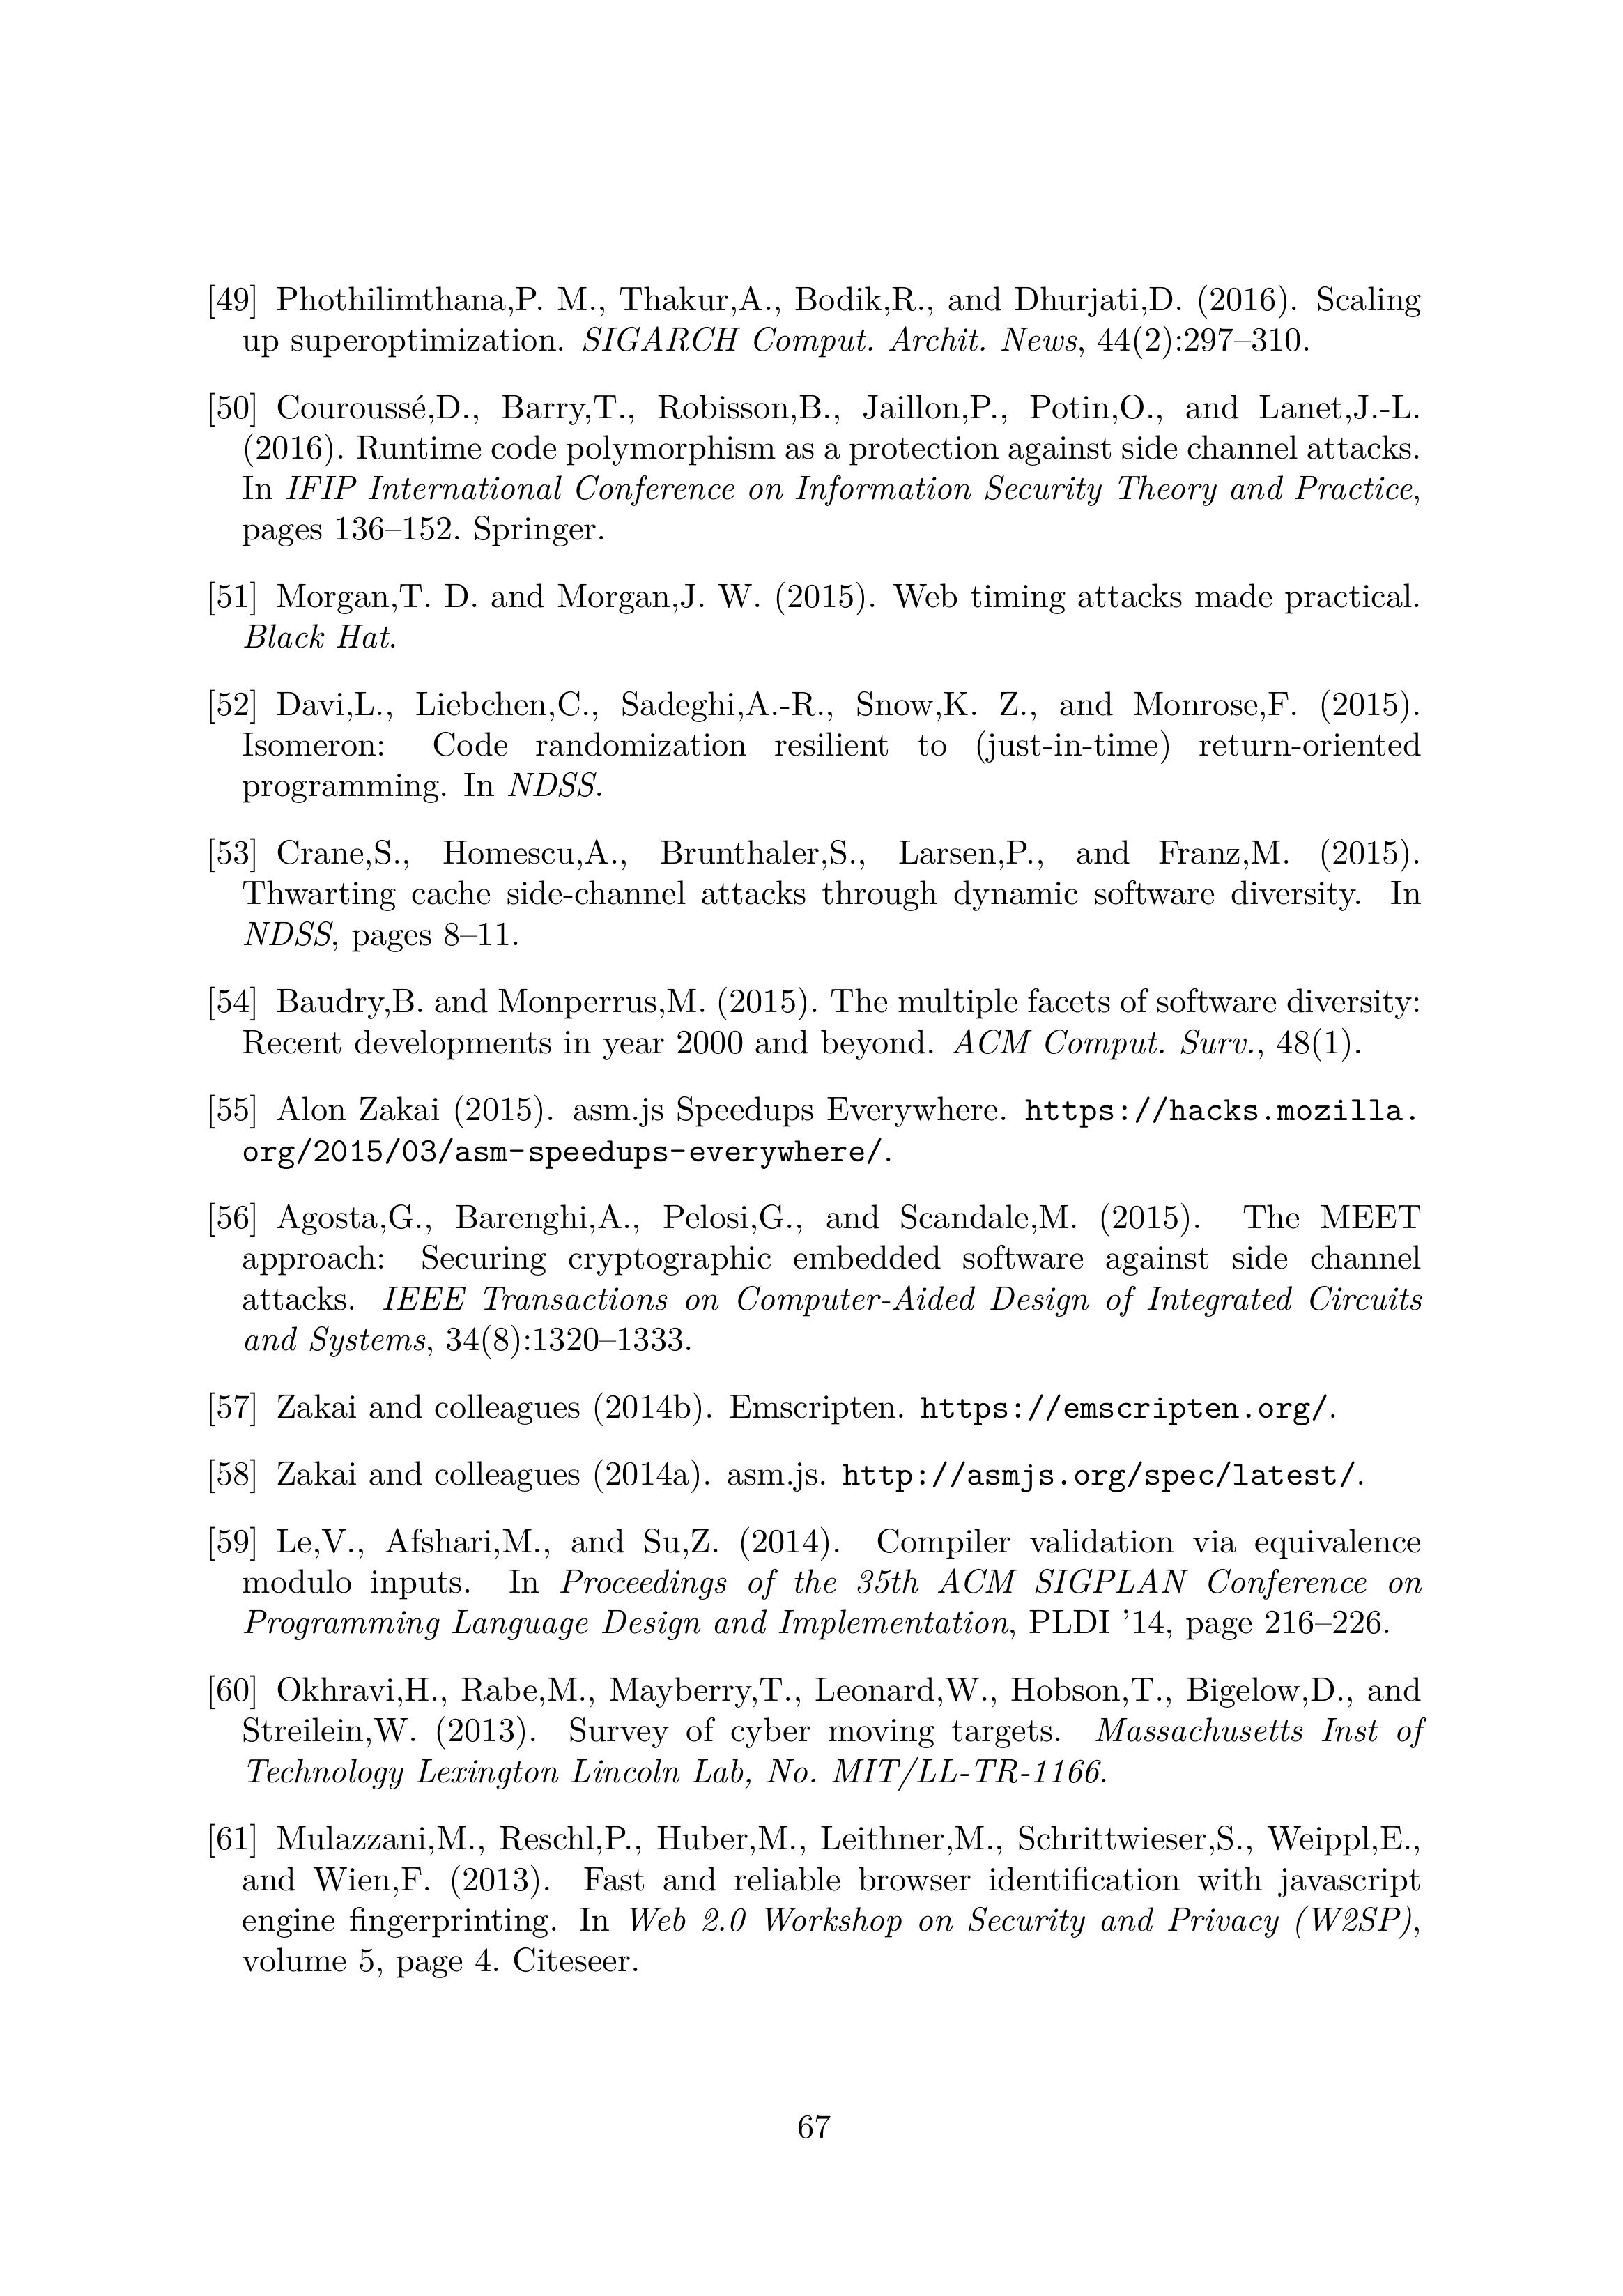 [49] Phothilimthana,P. M., Thakur,A., Bodik,R., and Dhurjati,D. (2016). Scaling
up superoptimization. SIGARCH Comput. Archit. News, 44(2):297–310.
[50] Couroussé,D., Barry,T., Robisson,B., Jaillon,P., Potin,O., and Lanet,J.-L.
(2016). Runtime code polymorphism as a protection against side channel attacks.
In IFIP International Conference on Information Security Theory and Practice,
pages 136–152. Springer.
[51] Morgan,T. D. and Morgan,J. W. (2015). Web timing attacks made practical.
Black Hat.
[52] Davi,L., Liebchen,C., Sadeghi,A.-R., Snow,K. Z., and Monrose,F. (2015).
Isomeron: Code randomization resilient to (just-in-time) return-oriented
programming. In NDSS.
[53] Crane,S., Homescu,A., Brunthaler,S., Larsen,P., and Franz,M. (2015).
Thwarting cache side-channel attacks through dynamic software diversity. In
NDSS, pages 8–11.
[54] Baudry,B. and Monperrus,M. (2015). The multiple facets of software diversity:
Recent developments in year 2000 and beyond. ACM Comput. Surv., 48(1).
[55] Alon Zakai (2015). asm.js Speedups Everywhere. https://hacks.mozilla.
org/2015/03/asm-speedups-everywhere/.
[56] Agosta,G., Barenghi,A., Pelosi,G., and Scandale,M. (2015). The MEET
approach: Securing cryptographic embedded software against side channel
attacks. IEEE Transactions on Computer-Aided Design of Integrated Circuits
and Systems, 34(8):1320–1333.
[57] Zakai and colleagues (2014b). Emscripten. https://emscripten.org/.
[58] Zakai and colleagues (2014a). asm.js. http://asmjs.org/spec/latest/.
[59] Le,V., Afshari,M., and Su,Z. (2014). Compiler validation via equivalence
modulo inputs. In Proceedings of the 35th ACM SIGPLAN Conference on
Programming Language Design and Implementation, PLDI ’14, page 216–226.
[60] Okhravi,H., Rabe,M., Mayberry,T., Leonard,W., Hobson,T., Bigelow,D., and
Streilein,W. (2013). Survey of cyber moving targets. Massachusetts Inst of
Technology Lexington Lincoln Lab, No. MIT/LL-TR-1166.
[61] Mulazzani,M., Reschl,P., Huber,M., Leithner,M., Schrittwieser,S., Weippl,E.,
and Wien,F. (2013). Fast and reliable browser identification with javascript
engine fingerprinting. In Web 2.0 Workshop on Security and Privacy (W2SP),
volume 5, page 4. Citeseer.
67